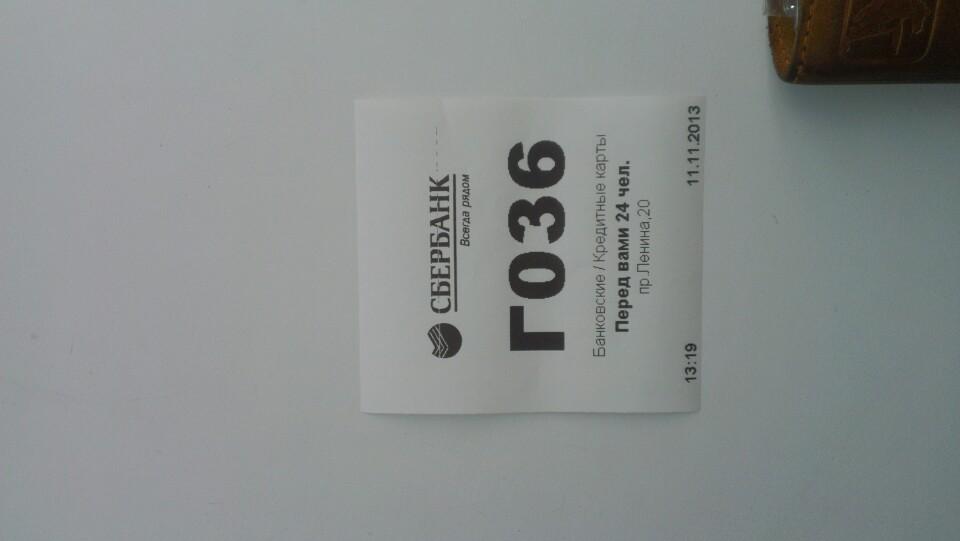 СБЕРБАНК
Всегда рядом
Г036
Банковские / Кредитные карты
Перед вами 24 чел.
пр.Ленина,20
13:19 11.11.2013